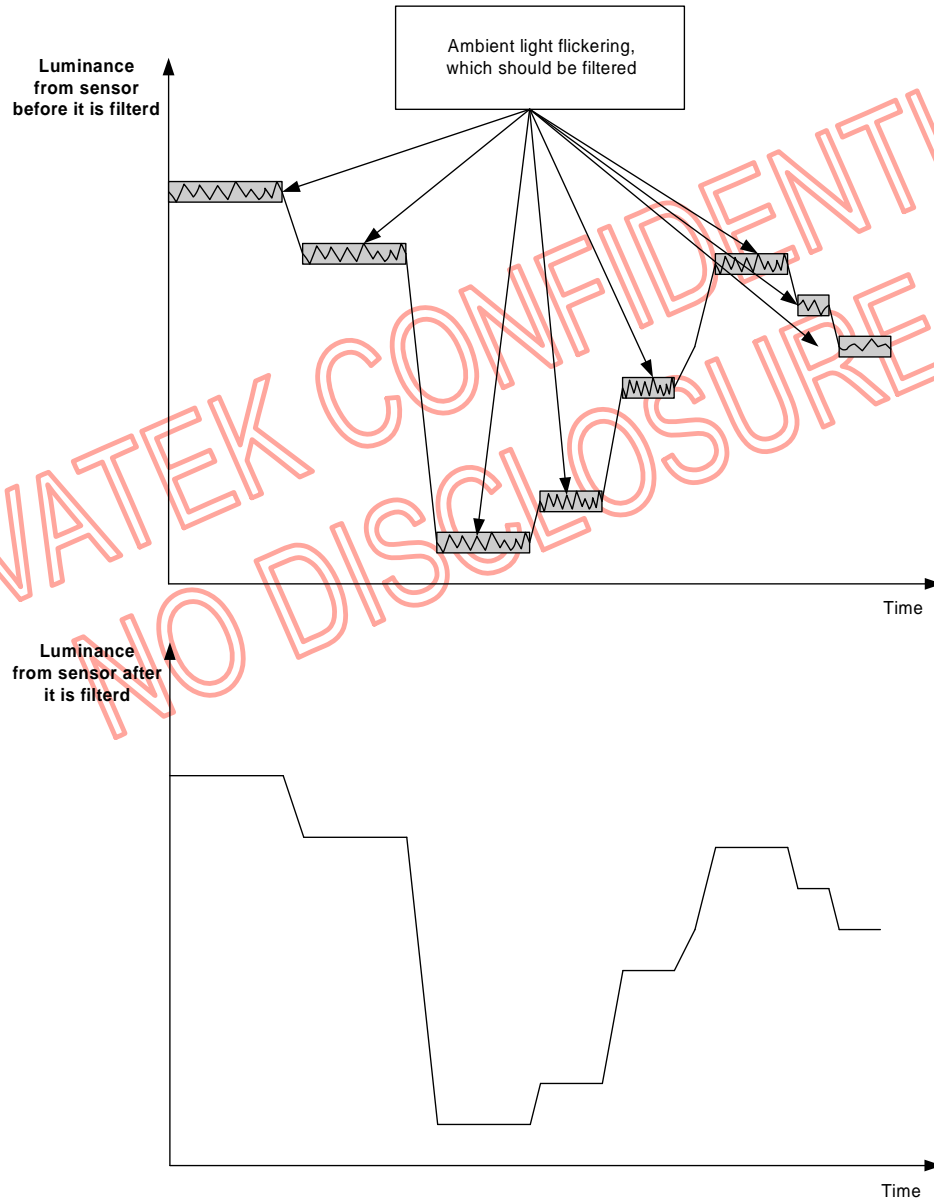 Ambient light flickering,
which should be filtered
Luminance
from sensor
before it is filterd
Time
Luminance
from sensor after
it is filterd
Time
VATEK CONFIDENTI
NO DISCLOSURE